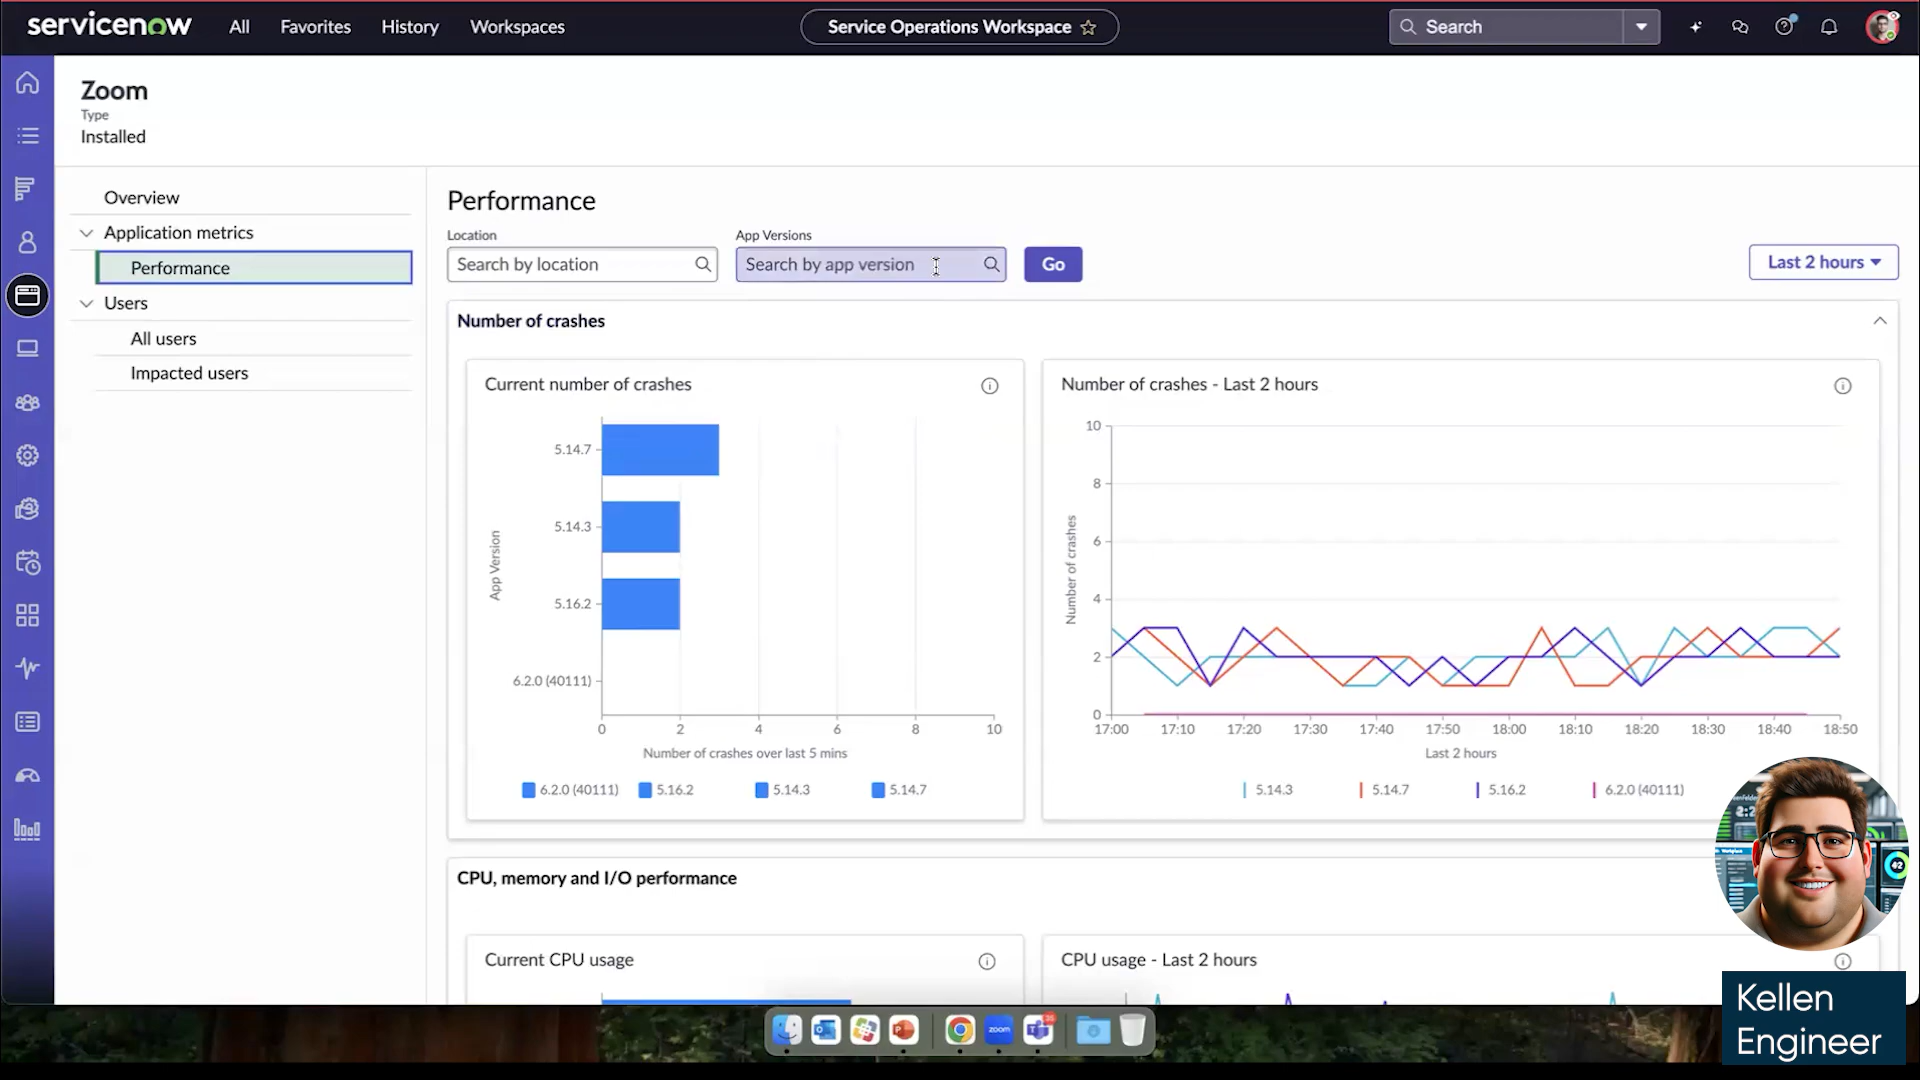 servicenow
All
Favorites
History
Workspaces
Service Operations Workspace
Search
Zoom
Type
Installed
Overview
Application metrics
Performance
Users
All users
Impacted users
Performance
Location
Search by location
App Versions
Search by app version
Go
Last 2 hours
Number of crashes
Current number of crashes
App Version
5.14.7
5.14.3
5.16.2
6.2.0 (40111)
0 2 4 6 8 10
Number of crashes over last 5 mins
6.2.0 (40111) 5.16.2 5.14.3 5.14.7
Number of crashes - Last 2 hours
Number of crashes
10
8
6
4
2
0
17:00 17:10 17:20 17:30 17:40 17:50 18:00 18:10 18:20 18:30 18:40 18:50
Last 2 hours
5.14.3 5.14.7 5.16.2 6.2.0 (40111)
CPU, memory and I/O performance
Current CPU usage
CPU usage - Last 2 hours
zoom
42
Kellen
Engineer